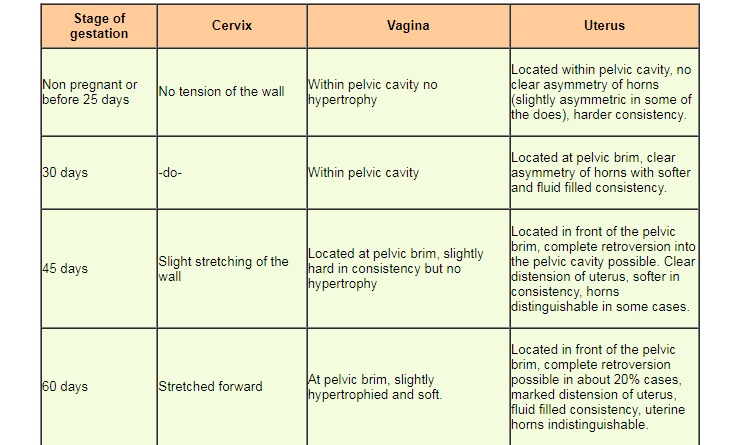 Stage of
gestation
Cervix
Vagina
Uterus
Non pregnant or
before 25 days
No tension of the wall
Within pelvic cavity no
hypertrophy
Located within pelvic cavity, no
clear asymmetry of horns
(slightly asymmetric in some of
the does), harder consistency.
30 days
-do-
Within pelvic cavity
Located at pelvic brim, clear
asymmetry of horns with softer
and fluid filled consistency.
45 days
Slight stretching of the
wall
Located at pelvic brim, slightly
hard in consistency but no
hypertrophy
Located in front of the pelvic
brim, complete retroversion into
the pelvic cavity possible. Clear
distension of uterus, softer in
consistency, horns
distinguishable in some cases.
60 days
Stretched forward
At pelvic brim, slightly
hypertrophied and soft.
Located in front of the pelvic
brim, complete retroversion
possible in about 20% cases,
marked distension of uterus,
fluid filled consistency, uterine
horns indistinguishable.